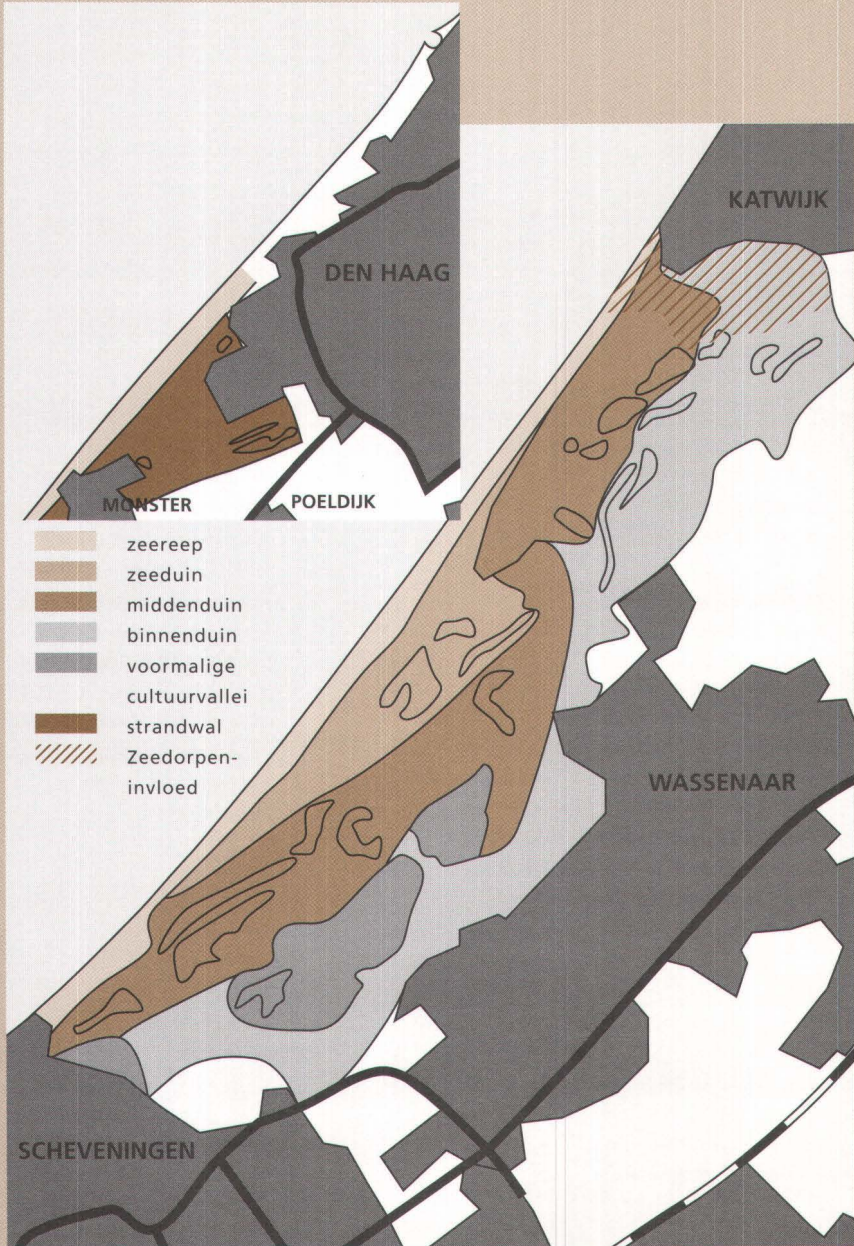 KATWIJK
DEN HAAG
MONSTER
POELDIJK
zeereep
zeeduin
middenduin
binnenduin
voormalige
cultuurvallei
strandwal
Zeedorpen-
invloed
WASSENAAR
SCHEVENINGEN